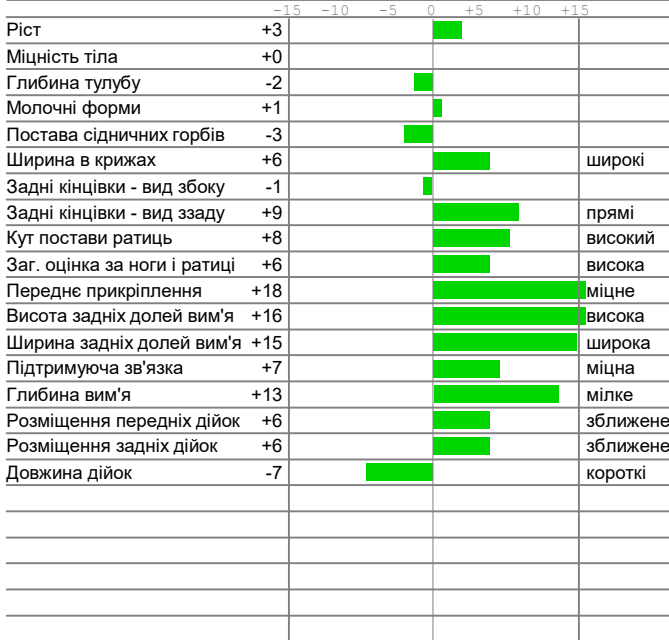 -15 -10 -5 0 +5 +10 +15
Ріст +3
Міцність тіла +0
Глибина тулубу -2
Молочні форми +1
Постава сідничних горбів -3
Ширина в крижах +6 широкі
Задні кінцівки - вид збоку -1
Задні кінцівки - вид ззаду +9 прямі
Кут постави ратиць +8 високий
Заг. оцінка за ноги і ратиці +6 висока
Переднє прикріплення +18 міцне
Висота задніх долей вим'я +16 висока
Ширина задніх долей вим'я +15 широка
Підтримуюча зв'язка +7 міцна
Глибина вим'я +13 мілке
Розміщення передніх дійок +6 зближене
Розміщення задніх дійок +6 зближене
Довжина дійок -7 короткі